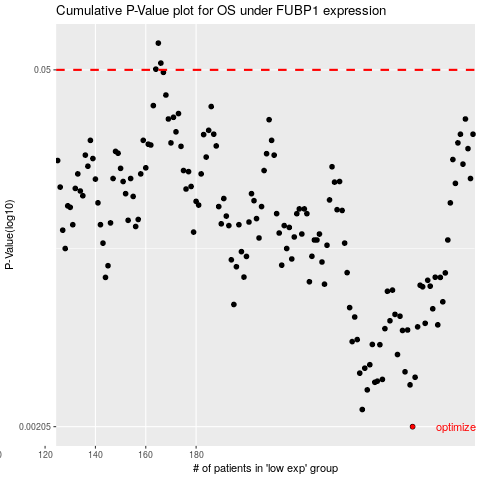 Cumulative P-Value plot for OS under FUBP1 expression
0.05
P-Value(log10)
0.00205
optimize
0 120 140 160 180
# of patients in 'low exp' group